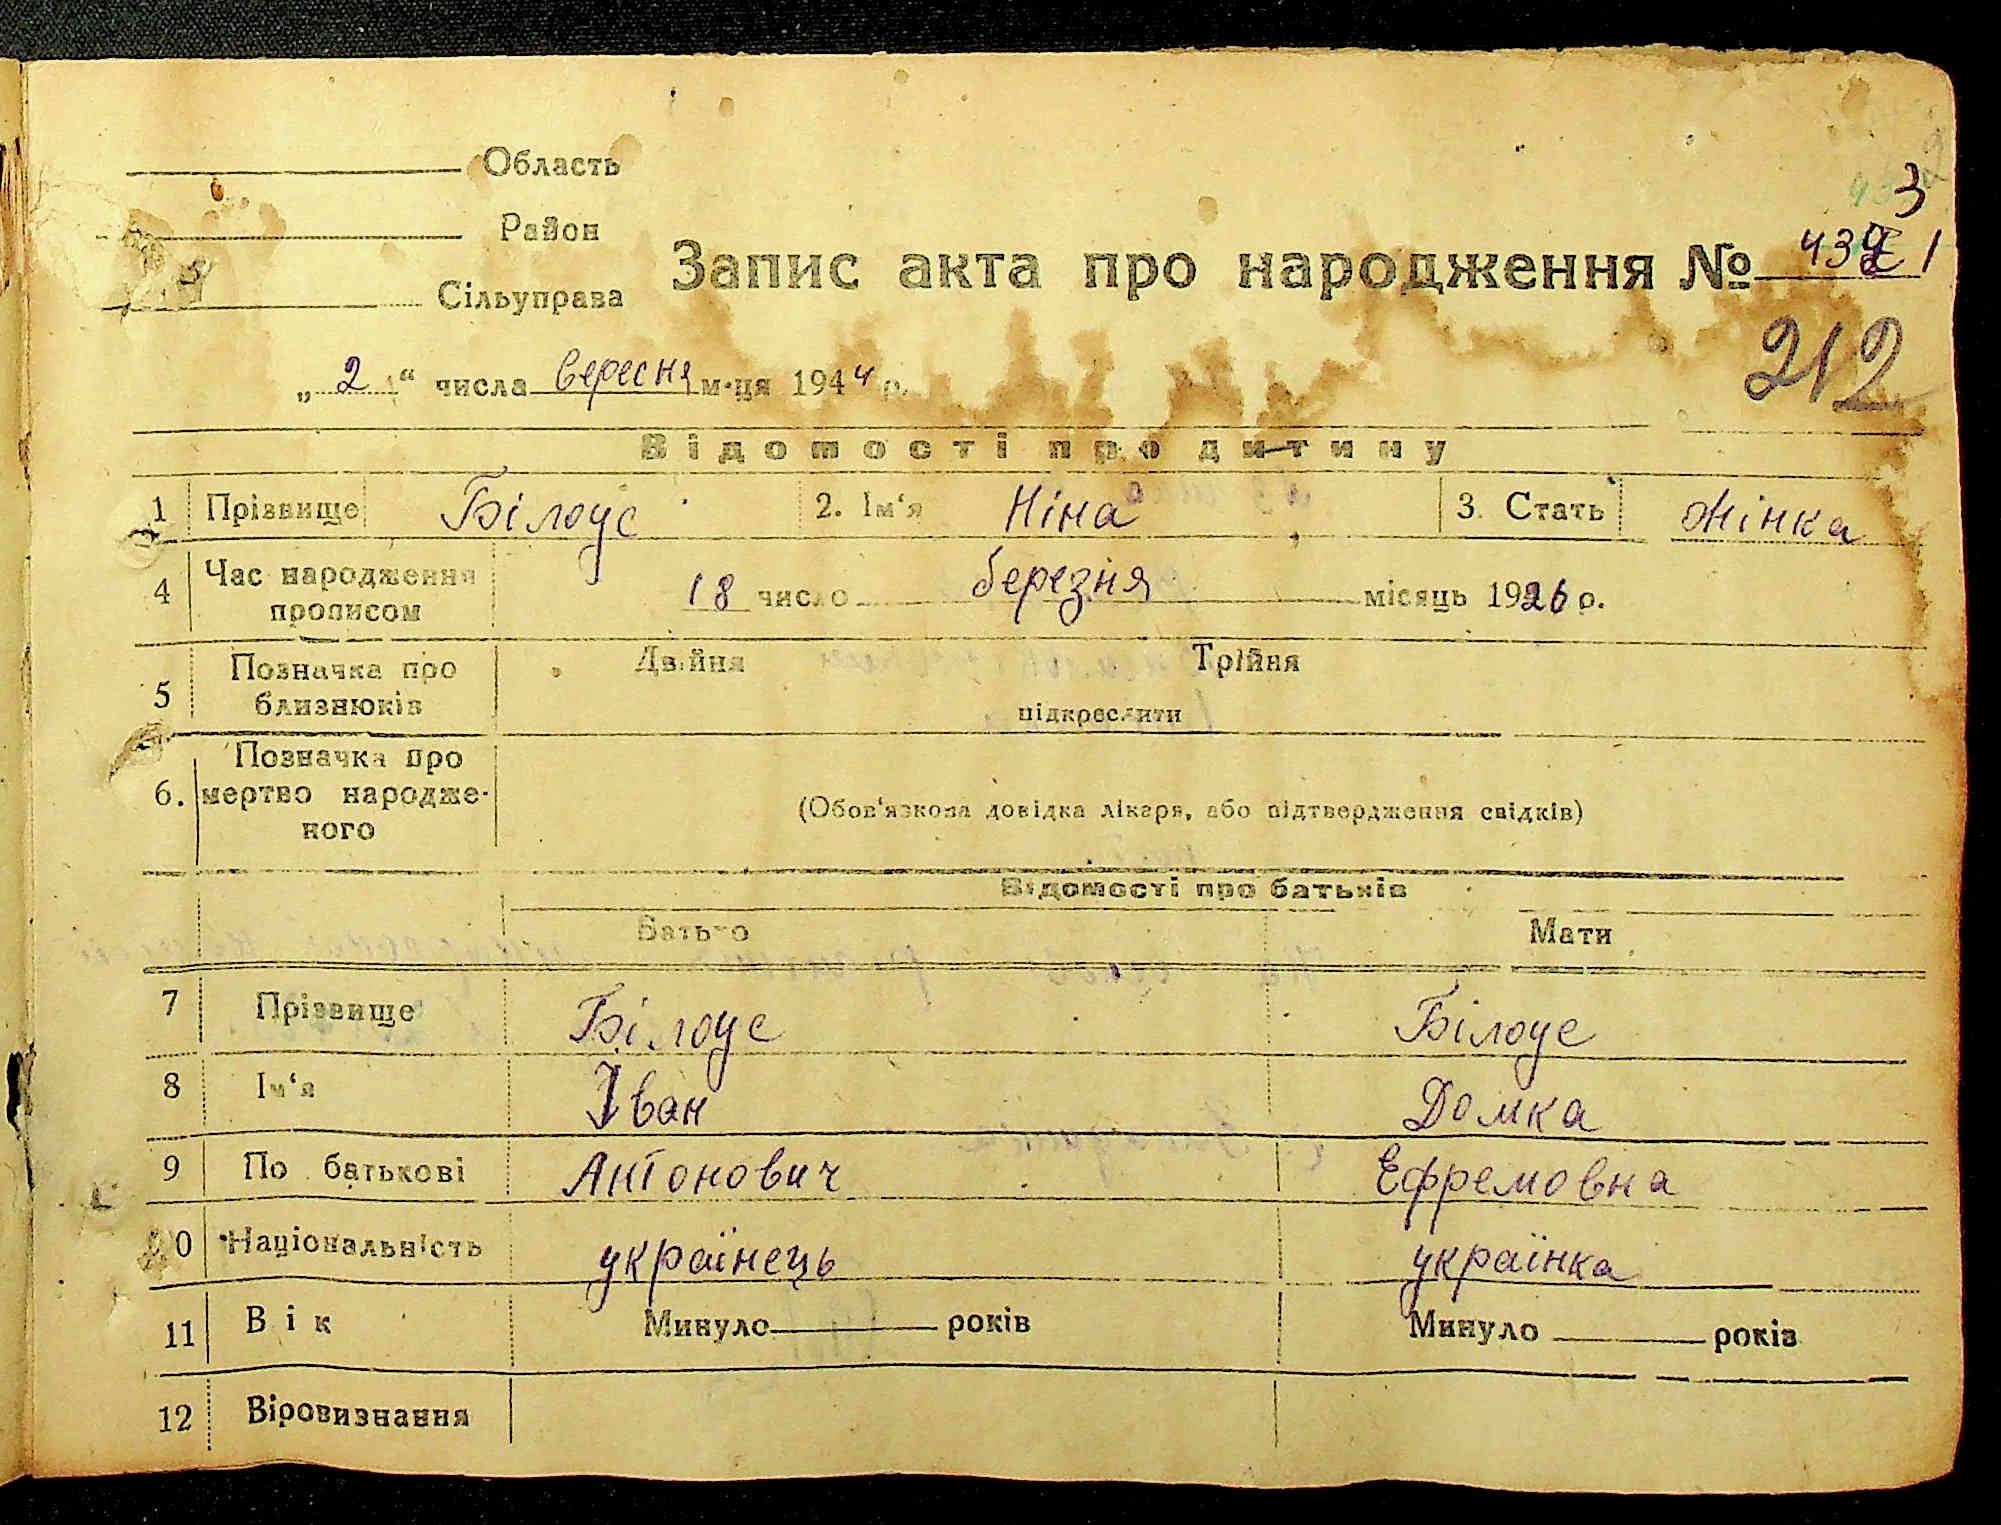 Область
Район
Сільуправа
3
Запис акта про народження № 43 1
212
„2“ числа вересня м-ця 1944 р.
Відомості про дитину
1 Прізвище Білоус 2. Ім‘я Ніна 3. Стать жінка
4 Час народження прописом 18 число березня місяць 1926 р.
5 Позначка про близнюків Двійня Трійня
підкреслити
6. Позначка про мертво народже-ного (Обов‘язкова довідка лікаря, або підтвердження свідків)
Відомості про батьків
Батько Мати
7 Прізвище Білоус Білоус
8 Ім‘я Іван Домка
9 По батькові Антонович Ефремовна
10 Національність українець українка
11 Вік Минуло років Минуло років
12 Віровизнання